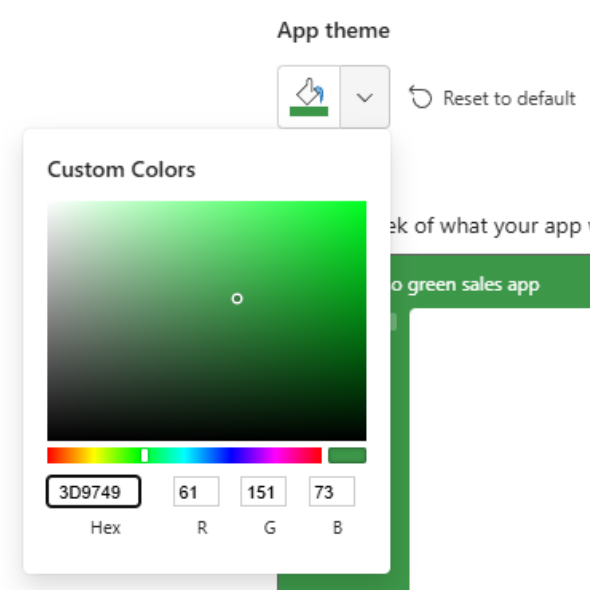 App theme
Reset to default
Custom Colors
of what your app
green sales app
3D9749 61 151 73
Hex R G B